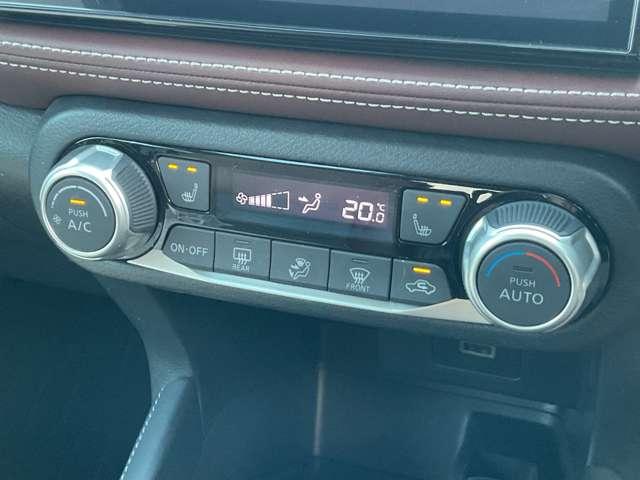 PUSH
A/C
20.0 °C
ON·OFF
REAR
FRONT
PUSH
AUTO